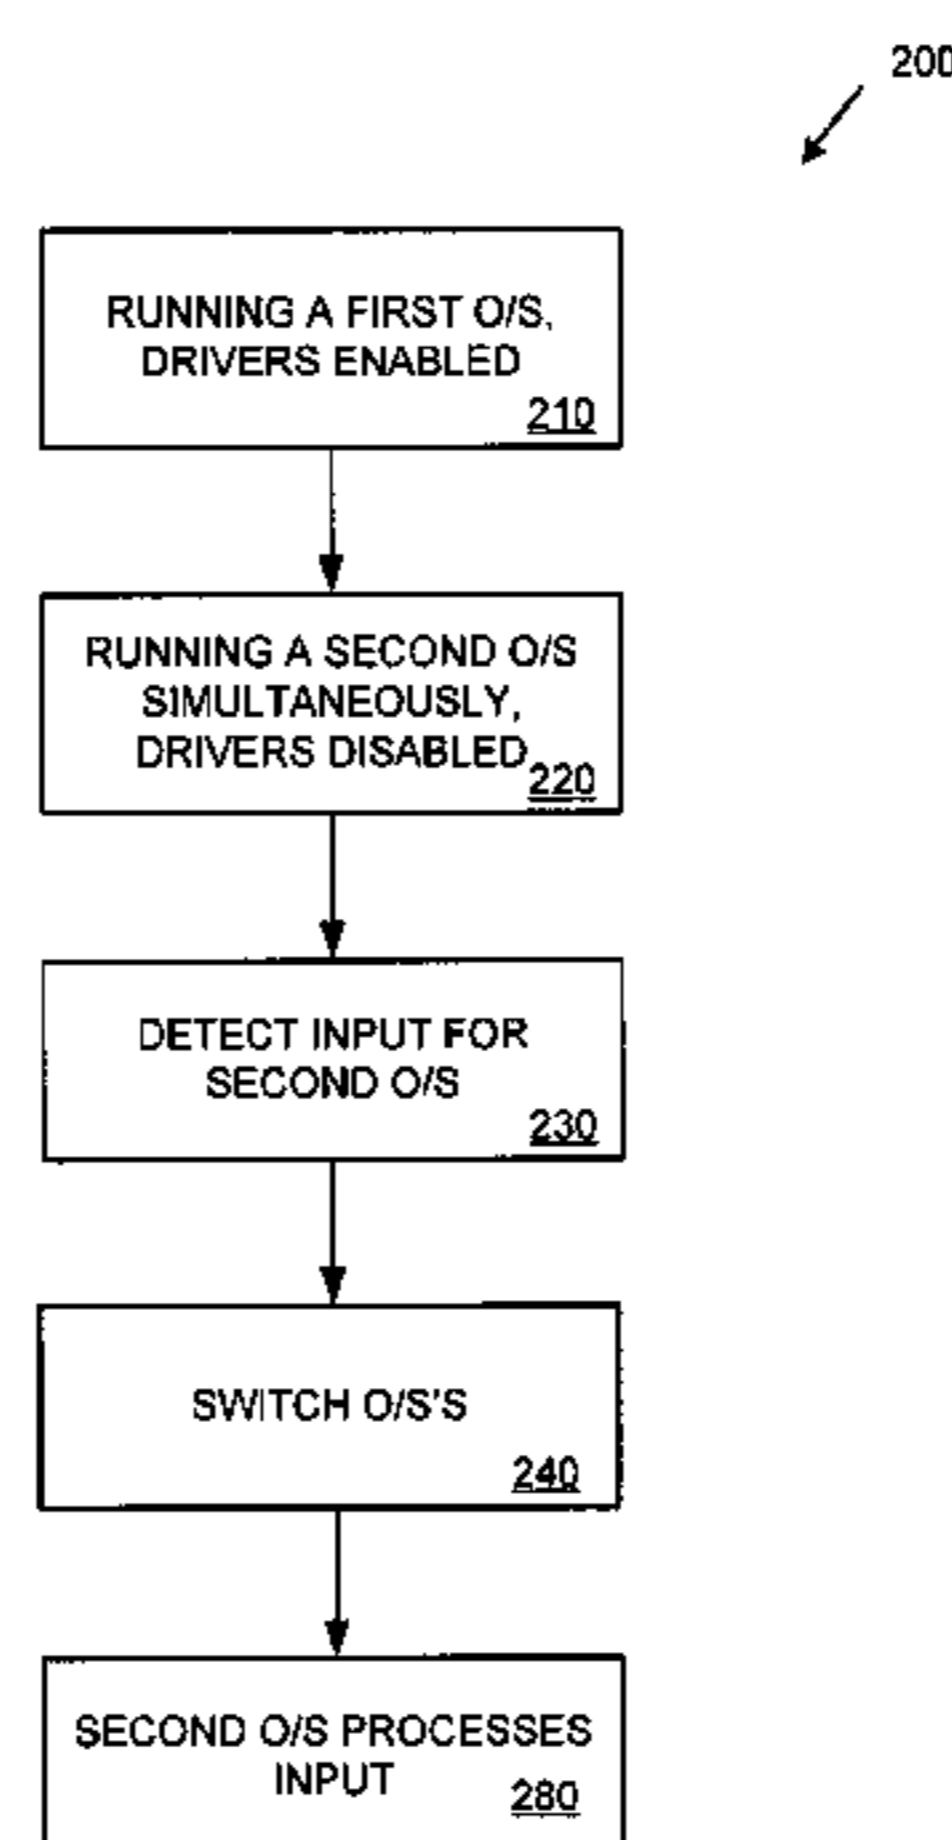 200
RUNNING A FIRST O/S,
DRIVERS ENABLED
210
RUNNING A SECOND O/S
SIMULTANEOUSLY,
DRIVERS DISABLED
220
DETECT INPUT FOR
SECOND O/S
230
SWITCH O/S'S
240
SECOND O/S PROCESSES
INPUT
280